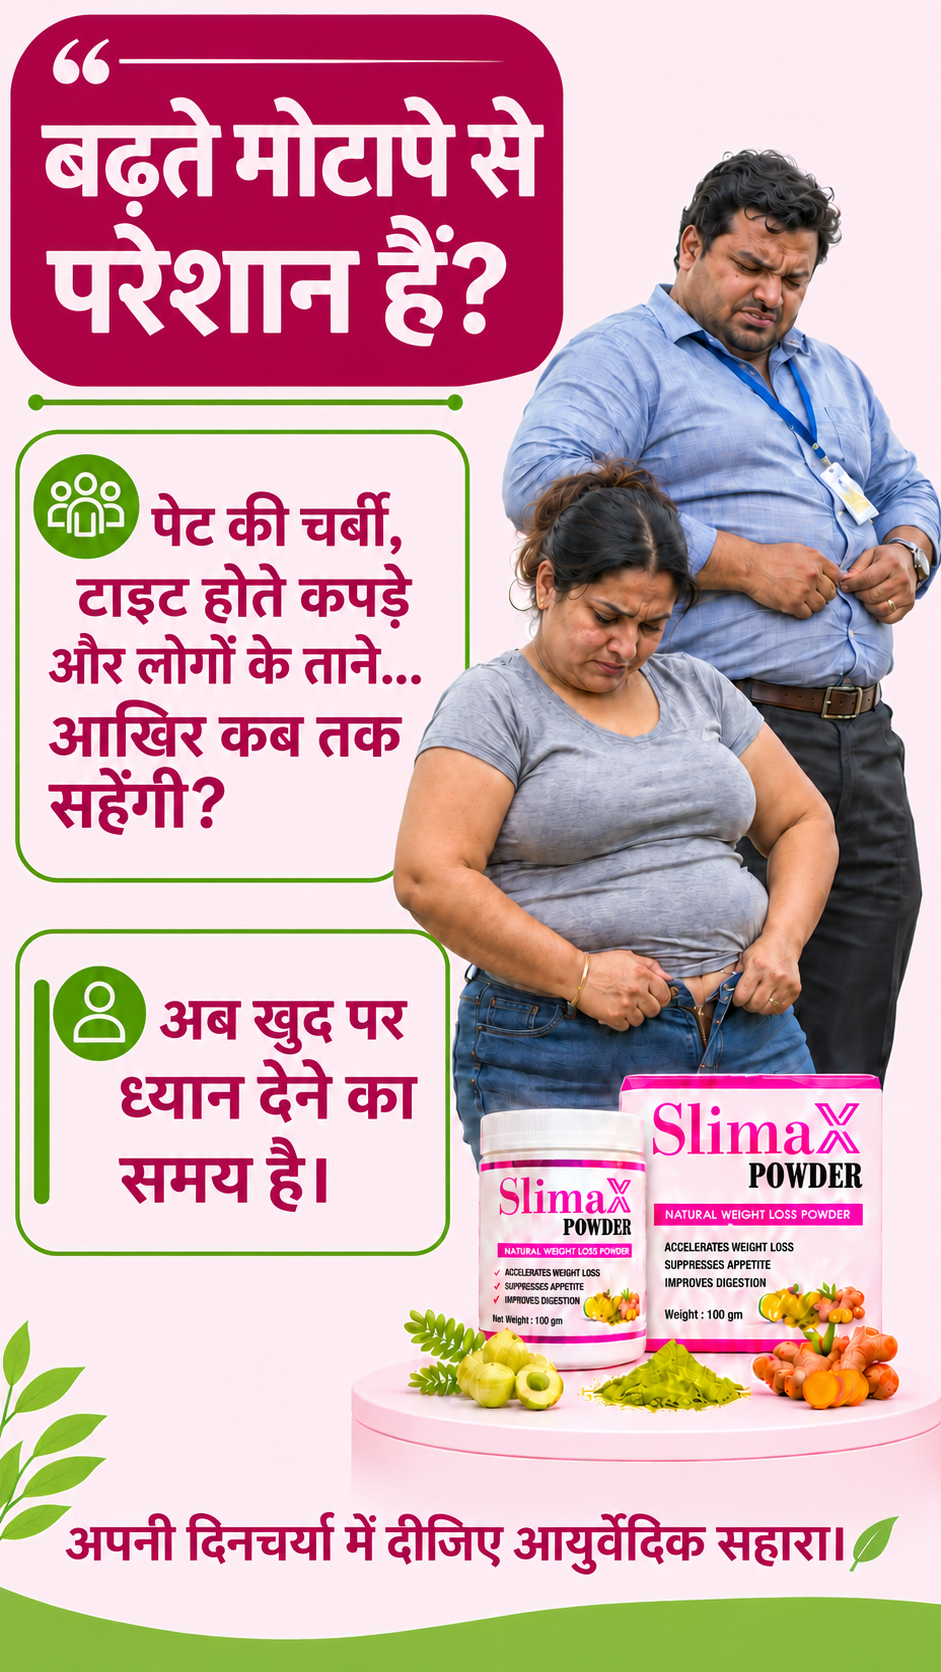 “
बढ़ते मोटापे से
परेशान हैं?
पेट की चर्बी,
टाइट होते कपड़े
और लोगों के ताने...
आखिर कब तक
सहेंगी?
अब खुद पर
ध्यान देने का
समय है।
SlimaX
POWDER
NATURAL WEIGHT LOSS POWDER
✓ ACCELERATES WEIGHT LOSS
✓ SUPPRESSES APPETITE
✓ IMPROVES DIGESTION
Net Weight : 100 gm
SlimaX
POWDER
NATURAL WEIGHT LOSS POWDER
ACCELERATES WEIGHT LOSS
SUPPRESSES APPETITE
IMPROVES DIGESTION
Weight : 100 gm
अपनी दिनचर्या में दीजिए आयुर्वेदिक सहारा।